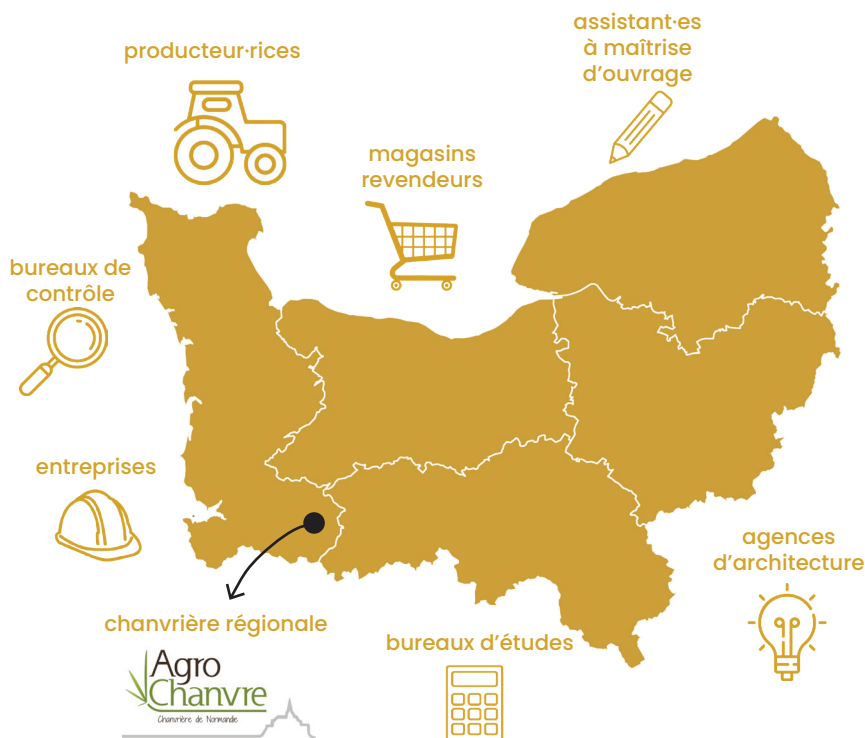 assistant·es
à maîtrise
d'ouvrage
producteur·rices
magasins
revendeurs
bureaux de
contrôle
entreprises
agences
d'architecture
chanvrière régionale
bureaux d'études
Agro
Chanvre
Chanvrière de Normandie